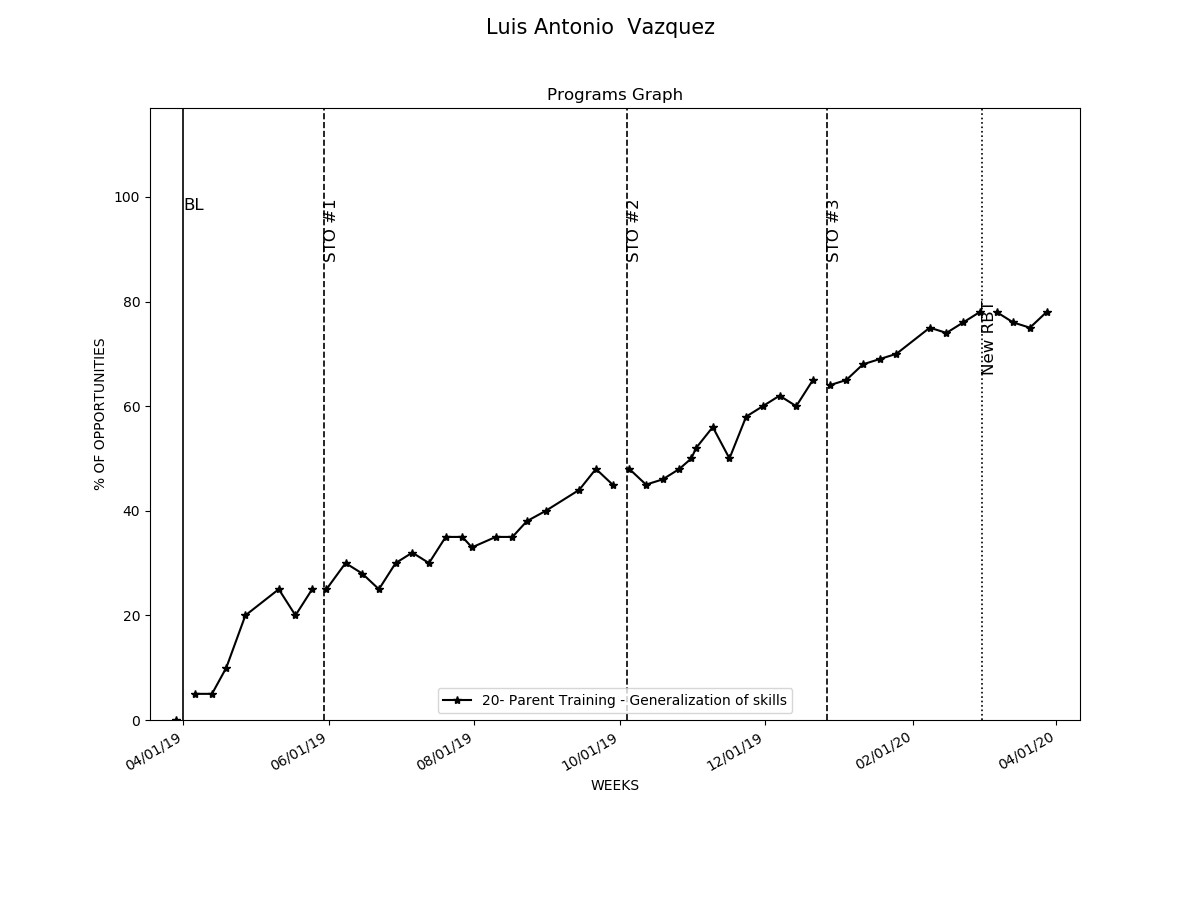 Luis Antonio  Vazquez
Programs Graph
% OF OPPORTUNITIES
100
80
60
40
20
0
BL
STO #1
STO #2
STO #3
New RBT
20- Parent Training - Generalization of skills
04/01/19
06/01/19
08/01/19
10/01/19
12/01/19
02/01/20
04/01/20
WEEKS